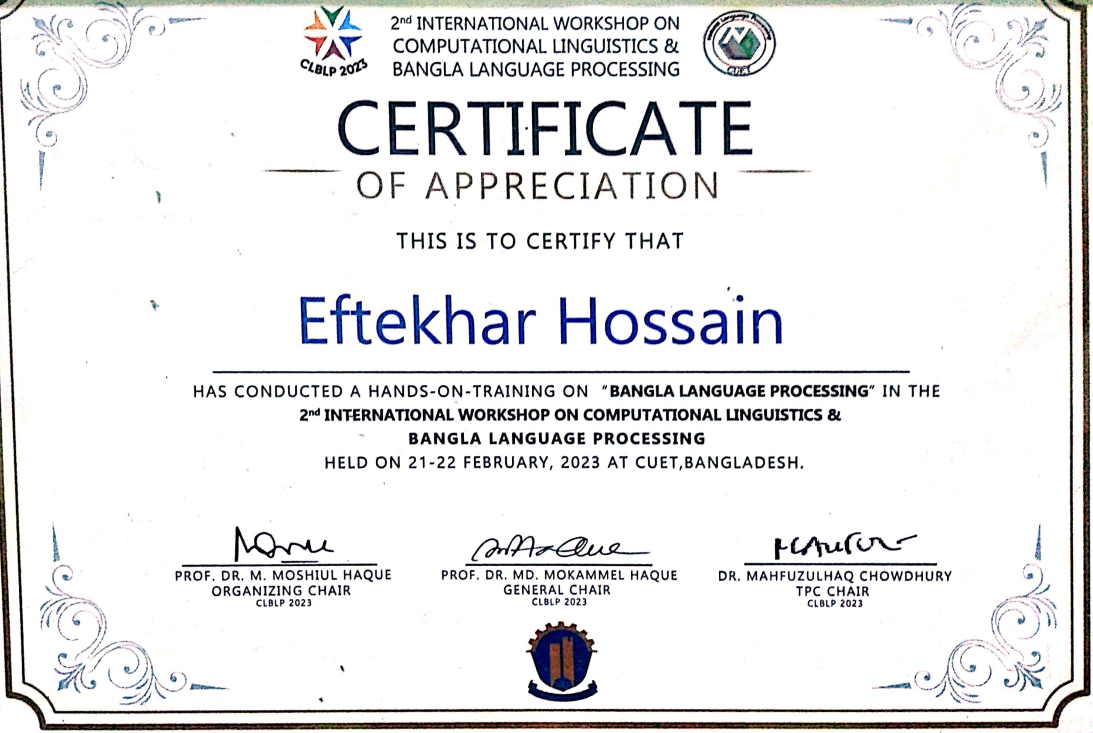 CLBLP 2023
2nd INTERNATIONAL WORKSHOP ON
COMPUTATIONAL LINGUISTICS &
BANGLA LANGUAGE PROCESSING
CUET
CERTIFICATE
OF APPRECIATION
THIS IS TO CERTIFY THAT
Eftekhar Hossain
HAS CONDUCTED A HANDS-ON-TRAINING ON "BANGLA LANGUAGE PROCESSING" IN THE
2nd INTERNATIONAL WORKSHOP ON COMPUTATIONAL LINGUISTICS &
BANGLA LANGUAGE PROCESSING
HELD ON 21-22 FEBRUARY, 2023 AT CUET,BANGLADESH.
PROF. DR. M. MOSHIUL HAQUE
ORGANIZING CHAIR
CLBLP 2023
PROF. DR. MD. MOKAMMEL HAQUE
GENERAL CHAIR
CLBLP 2023
DR. MAHFUZULHAQ CHOWDHURY
TPC CHAIR
CLBLP 2023